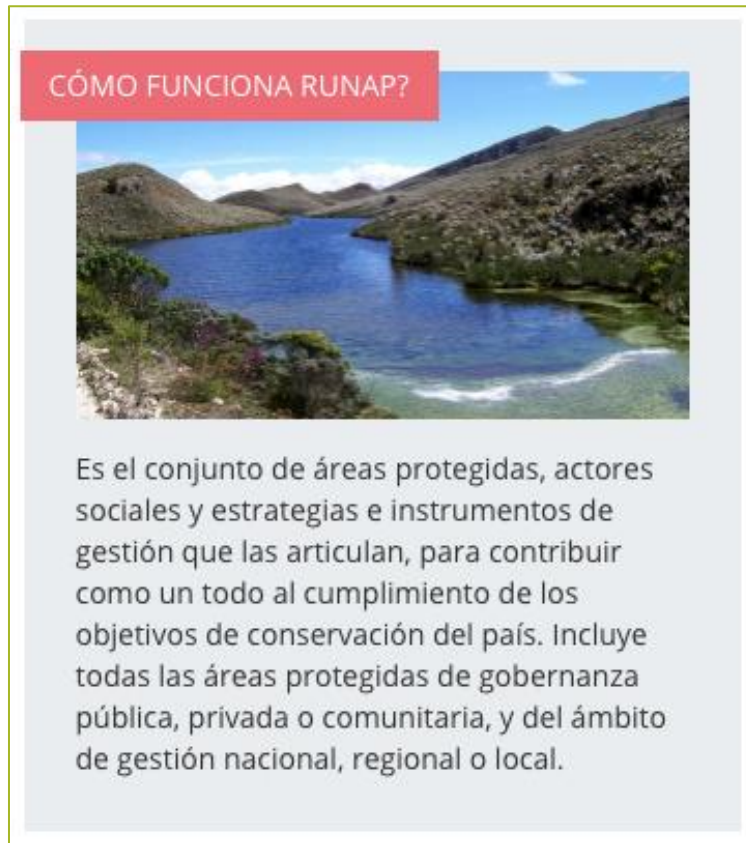 CÓMO FUNCIONA RUNAP?
Es el conjunto de áreas protegidas, actores
sociales y estrategias e instrumentos de
gestión que las articulan, para contribuir
como un todo al cumplimiento de los
objetivos de conservación del país. Incluye
todas las áreas protegidas de gobernanza
pública, privada o comunitaria, y del ámbito
de gestión nacional, regional o local.